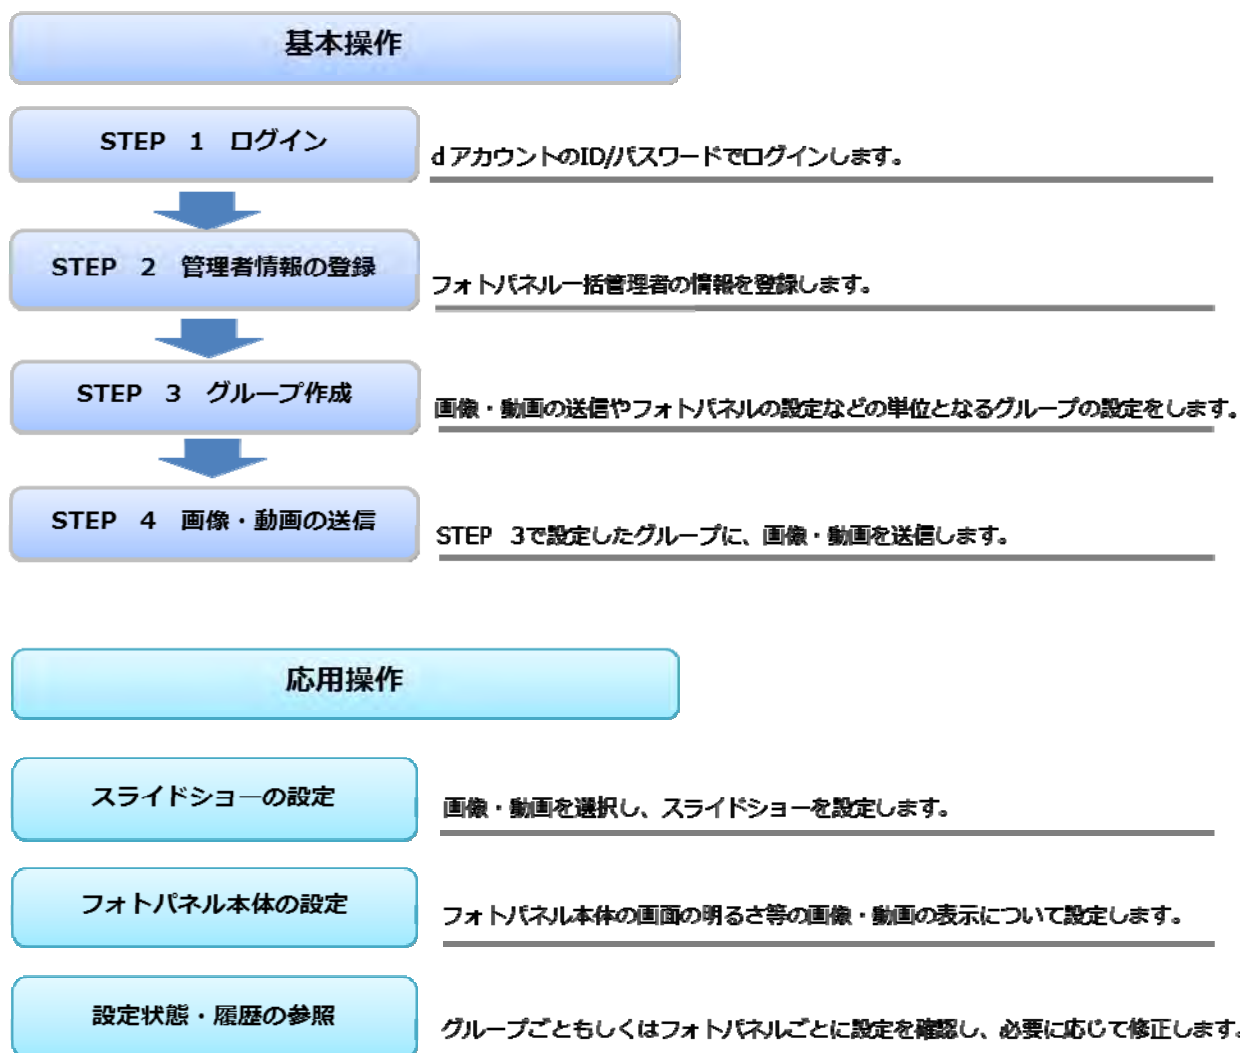 基本操作
STEP 1 ログイン
dアカウントのID/パスワードでログインします。
STEP 2 管理者情報の登録
フォトパネル一括管理者の情報を登録します。
STEP 3 グループ作成
画像・動画の送信やフォトパネルの設定などの単位となるグループの設定をします。
STEP 4 画像・動画の送信
STEP 3で設定したグループに、画像・動画を送信します。
応用操作
スライドショーの設定
画像・動画を選択し、スライドショーを設定します。
フォトパネル本体の設定
フォトパネル本体の画面の明るさ等の画像・動画の表示について設定します。
設定状態・履歴の参照
グループごともしくはフォトパネルごとに設定を確認し、必要に応じて修正します。